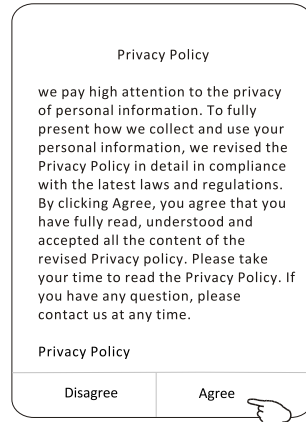 Privacy Policy
we pay high attention to the privacy
of personal information. To fully
present how we collect and use your
personal information, we revised the
Privacy Policy in detail in compliance
with the latest laws and regulations.
By clicking Agree, you agree that you
have fully read, understood and
accepted all the content of the
revised Privacy policy. Please take
your time to read the Privacy Policy. If
you have any question, please
contact us at any time.
Privacy Policy
Disagree Agree